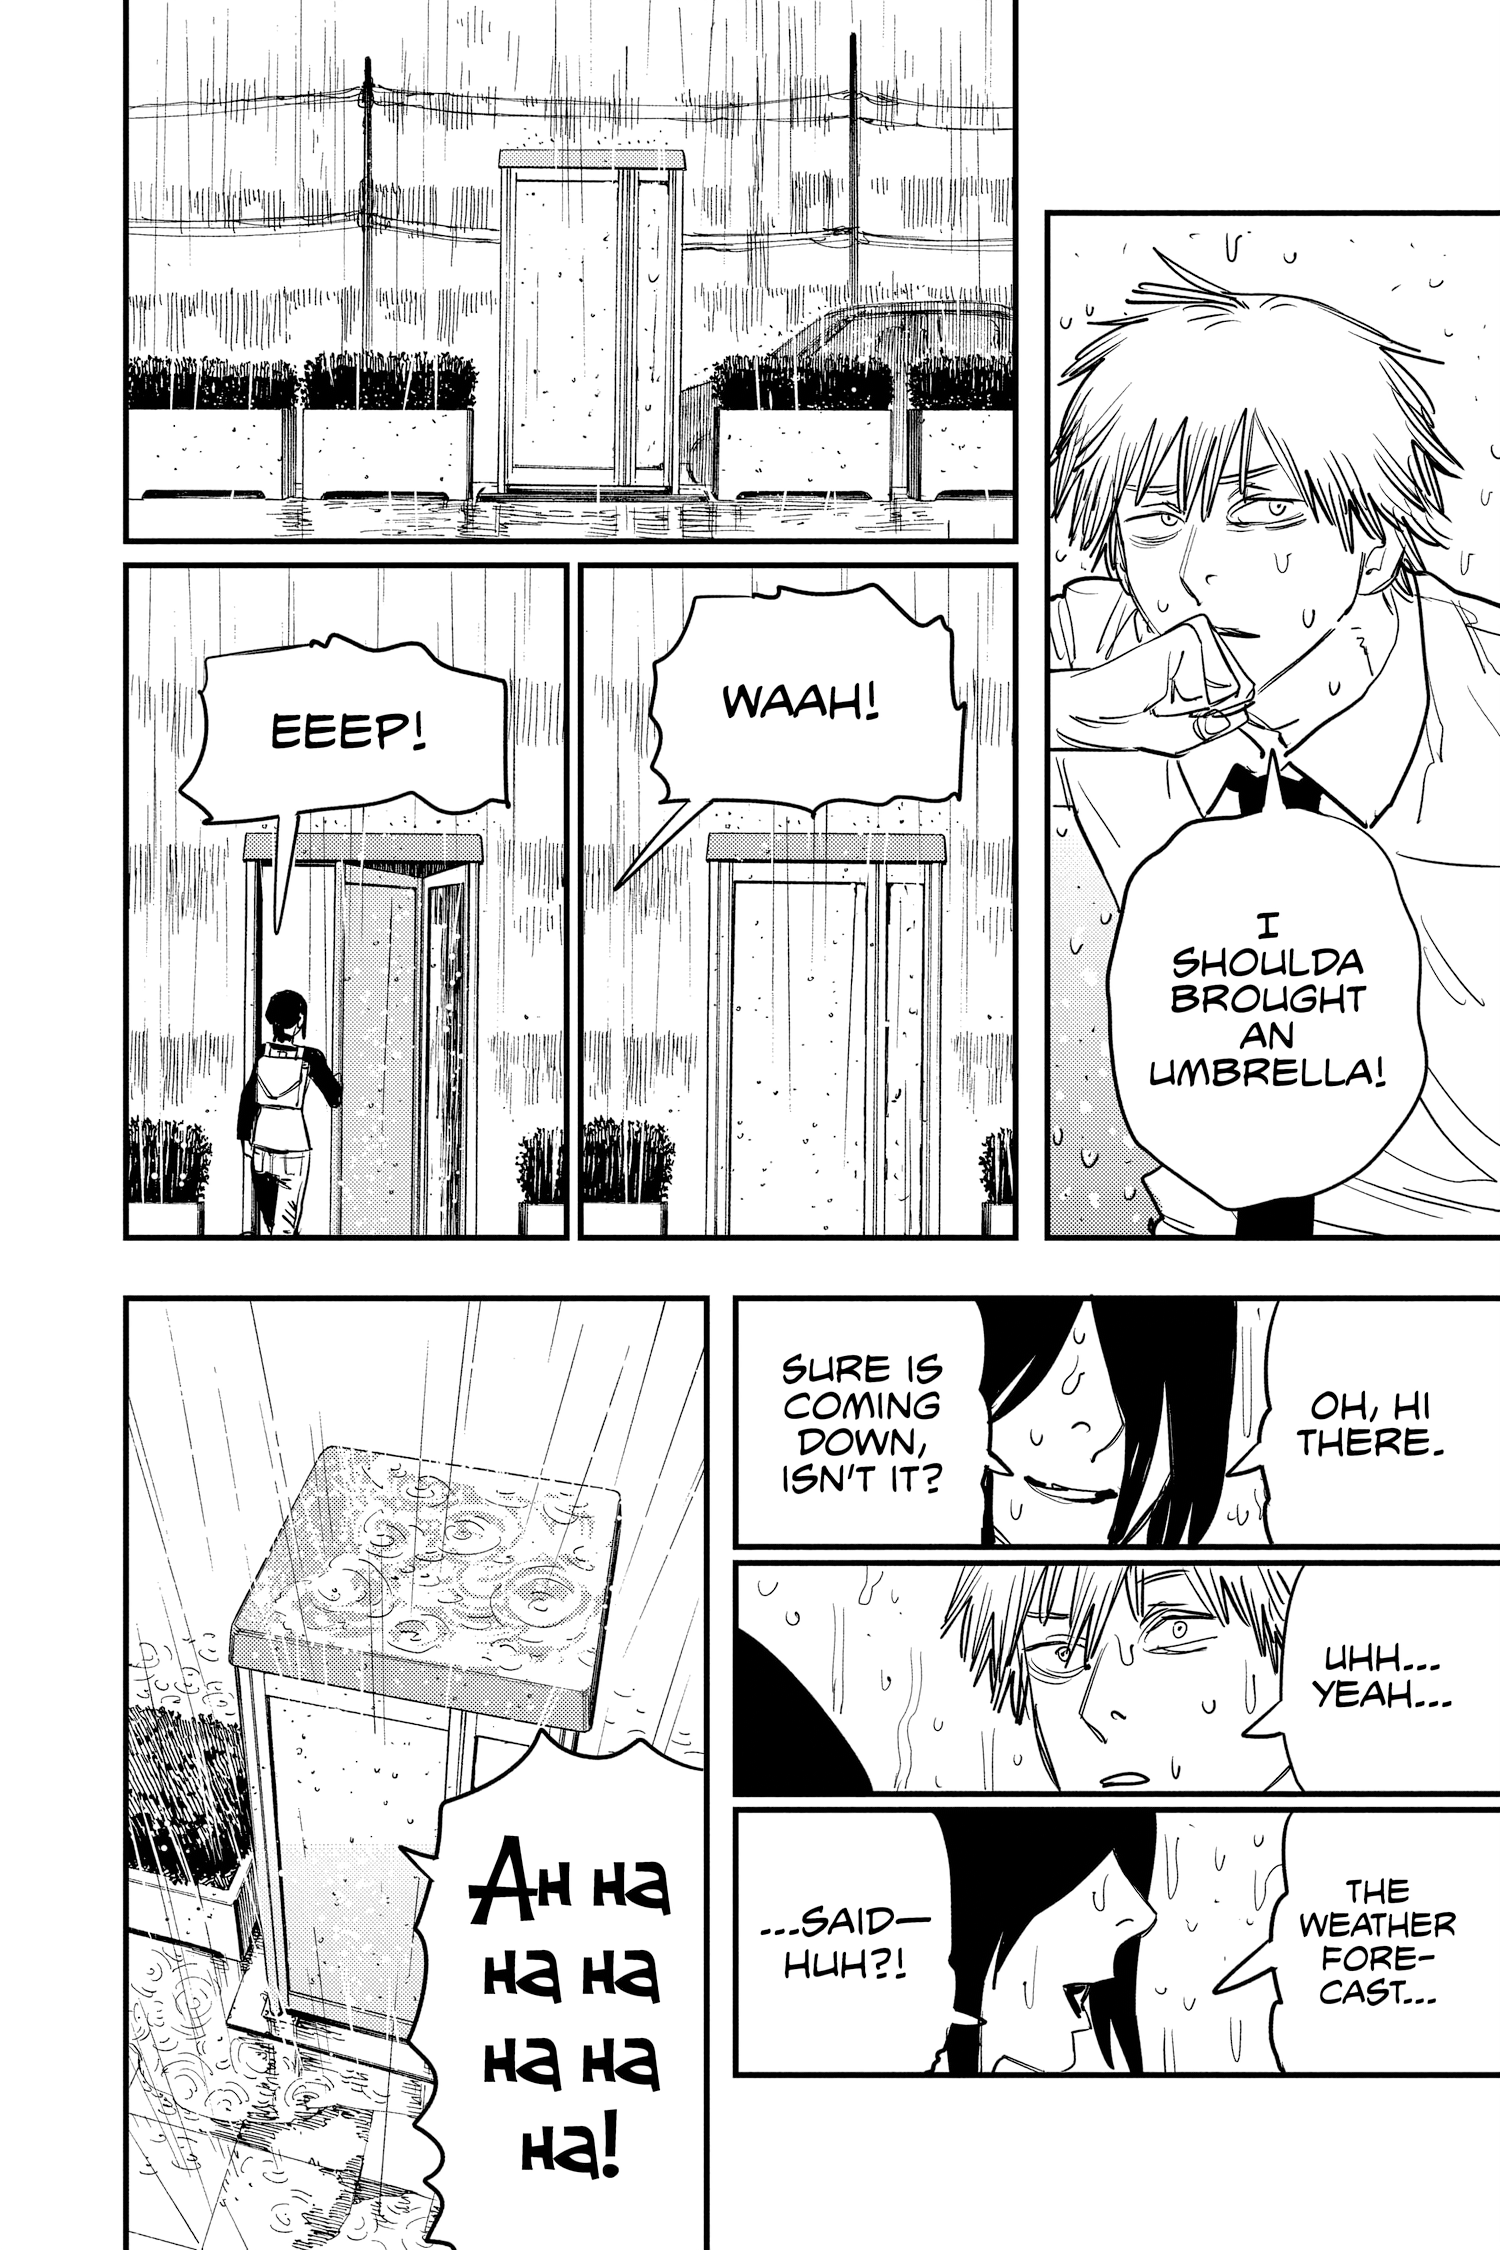 I
SHOULDA
BROUGHT
AN
UMBRELLA!
WAAH!
EEEP!
OH, HI
THERE.
SURE IS
COMING
DOWN,
ISN'T IT?
UHH...
YEAH...
THE
WEATHER
FORE-
CAST...
...SAID—
HUH?!
AH HA
HA HA
HA HA
HA!